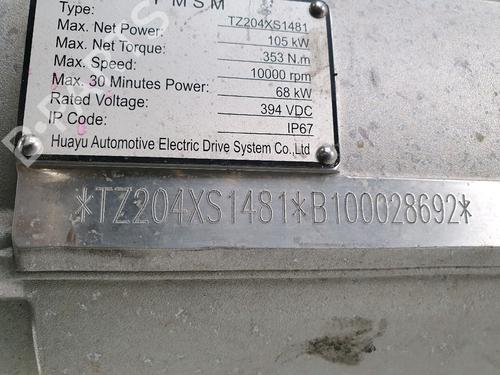 PMSM
Type: TZ204XS1481
Max. Net Power: 105 kW
Max. Net Torque: 353 N.m
Max. Speed: 10000 rpm
Max. 30 Minutes Power: 68 kW
Rated Voltage: 394 VDC
IP Code: IP67
Huayu Automotive Electric Drive System Co.,Ltd
*TZ204XS1481*B100028692*